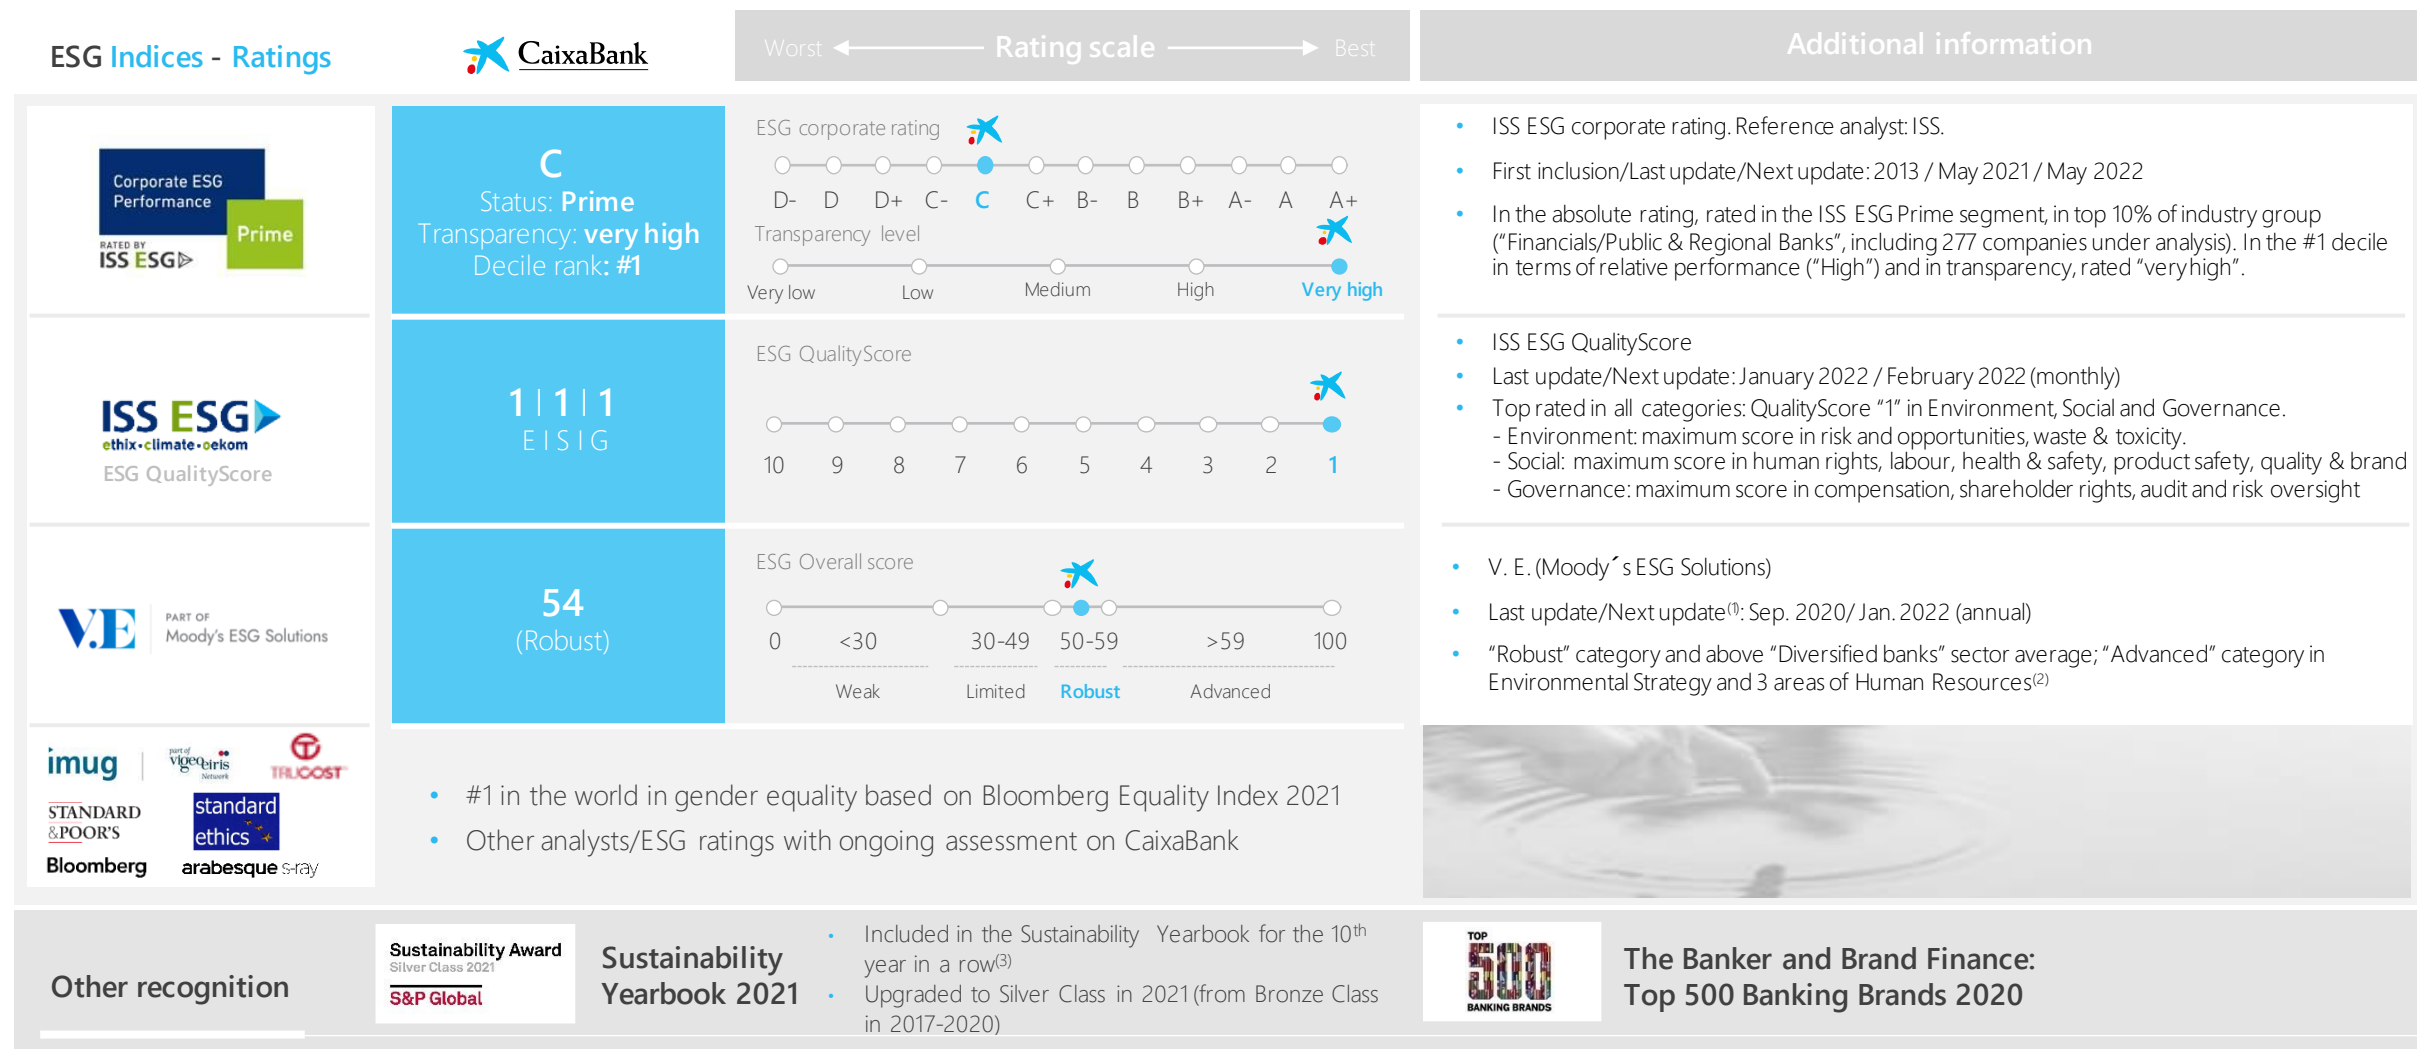 ESG Indices - Ratings
CaixaBank
Worst Rating scale Best
Additional information
Corporate ESG
Performance
Prime
RATED BY
ISS ESG
C
Status: Prime
Transparency: very high
Decile rank: #1
ESG corporate rating
D- D D+ C- C C+ B- B B+ A- A A+
Transparency level
Very low Low Medium High Very high
• ISS ESG corporate rating. Reference analyst: ISS.
• First inclusion/Last update/Next update: 2013 / May 2021 / May 2022
• In the absolute rating, rated in the ISS ESG Prime segment, in top 10% of industry group
(“Financials/Public & Regional Banks”, including 277 companies under analysis). In the #1 decile
in terms of relative performance (“High”) and in transparency, rated “very high”.
ISS ESG
ethix·climate·oekom
ESG QualityScore
1 | 1 | 1
E | S | G
ESG QualityScore
10 9 8 7 6 5 4 3 2 1
• ISS ESG QualityScore
• Last update/Next update: January 2022 / February 2022 (monthly)
• Top rated in all categories: QualityScore “1” in Environment, Social and Governance.
- Environment: maximum score in risk and opportunities, waste & toxicity.
- Social: maximum score in human rights, labour, health & safety, product safety, quality & brand
- Governance: maximum score in compensation, shareholder rights, audit and risk oversight
V.E
PART OF
Moody's ESG Solutions
54
(Robust)
ESG Overall score
0 <30 30-49 50-59 >59 100
Weak Limited Robust Advanced
• V. E. (Moody´s ESG Solutions)
• Last update/Next update(1): Sep. 2020/ Jan. 2022 (annual)
• “Robust” category and above “Diversified banks” sector average; “Advanced” category in
Environmental Strategy and 3 areas of Human Resources(2)
imug
part of
vigeo eiris
Network
TRUCOST
STANDARD
&POOR'S
standard
ethics
Bloomberg
arabesque s-ray
• #1 in the world in gender equality based on Bloomberg Equality Index 2021
• Other analysts/ESG ratings with ongoing assessment on CaixaBank
Other recognition
Sustainability Award
Silver Class 2021
S&P Global
Sustainability
Yearbook 2021
• Included in the Sustainability Yearbook for the 10th
year in a row(3)
• Upgraded to Silver Class in 2021 (from Bronze Class
in 2017-2020)
TOP
500
BANKING BRANDS
The Banker and Brand Finance:
Top 500 Banking Brands 2020